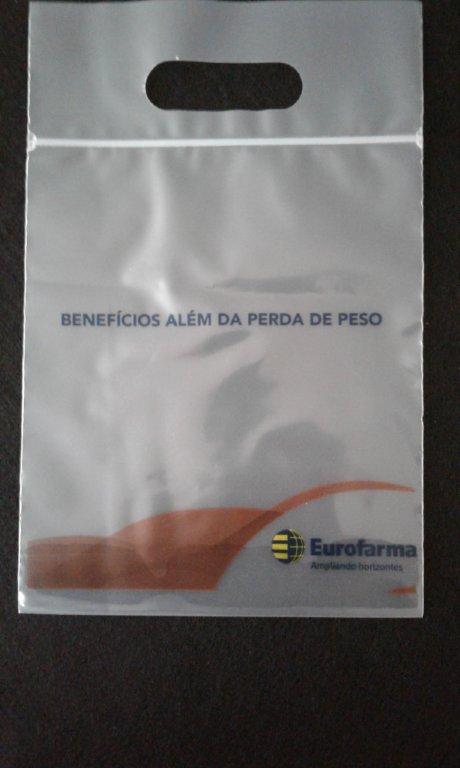 BENEFÍCIOS ALÉM DA PERDA DE PESO
Eurofarma
Ampliando horizontes